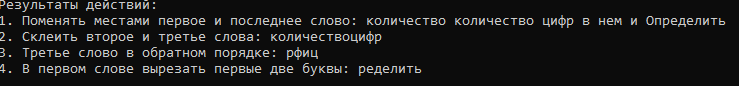 Результаты действий:
1. Поменять местами первое и последнее слово: количество количество цифр в нем и Определить
2. Склеить второе и третье слова: количествоцифр
3. Третье слово в обратном порядке: рфиц
4. В первом слове вырезать первые две буквы: ределить